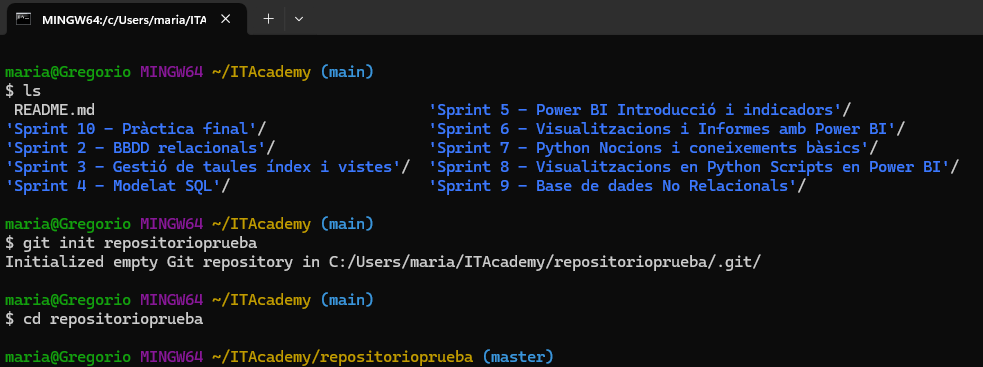 MINGW64:/c/Users/maria/ITA
maria@Gregorio MINGW64 ~/ITAcademy (main)
$ ls
 README.md                                     'Sprint 5 - Power BI Introducció i indicadors'/
'Sprint 10 - Pràctica final'/                  'Sprint 6 - Visualitzacions i Informes amb Power BI'/
'Sprint 2 - BBDD relacionals'/                 'Sprint 7 - Python Nocions i coneixements bàsics'/
'Sprint 3 - Gestió de taules índex i vistes'/  'Sprint 8 - Visualitzacions en Python Scripts en Power BI'/
'Sprint 4 - Modelat SQL'/                      'Sprint 9 - Base de dades No Relacionals'/
maria@Gregorio MINGW64 ~/ITAcademy (main)
$ git init repositorioprueba
Initialized empty Git repository in C:/Users/maria/ITAcademy/repositorioprueba/.git/
maria@Gregorio MINGW64 ~/ITAcademy (main)
$ cd repositorioprueba
maria@Gregorio MINGW64 ~/ITAcademy/repositorioprueba (master)